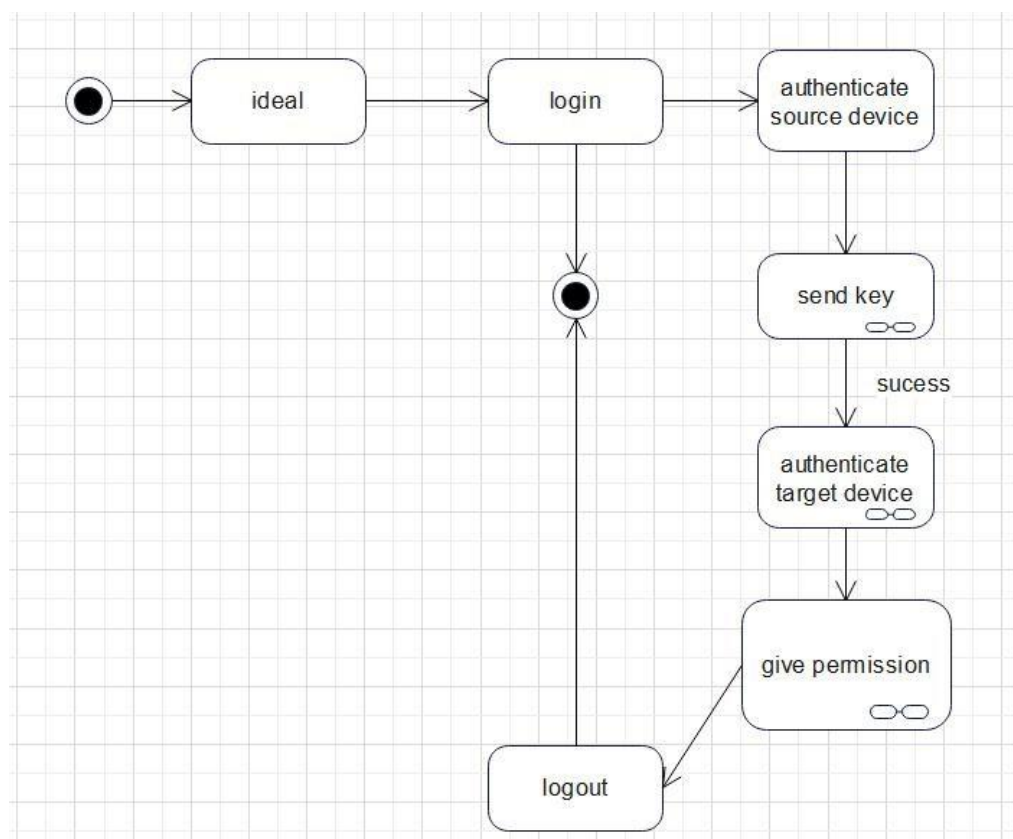 ideal
login
authenticate
source device
send key
sucess
authenticate
target device
give permission
logout